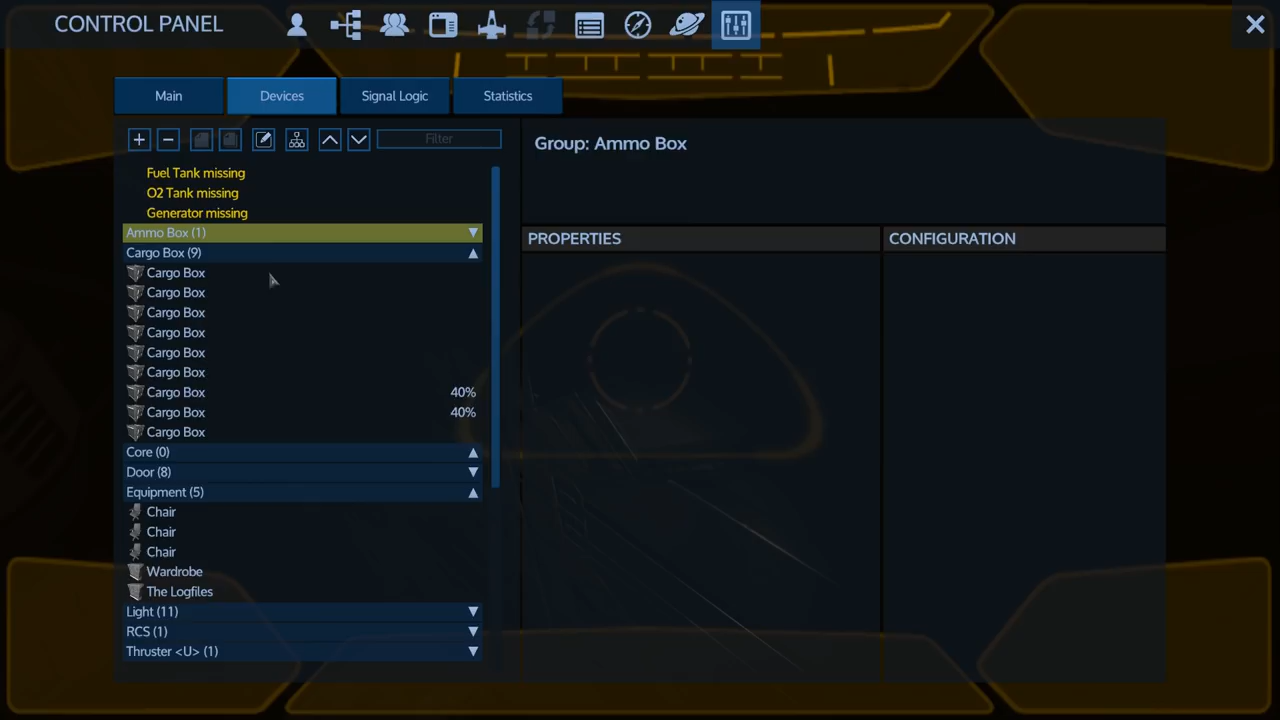 CONTROL PANEL
Main
Devices
Signal Logic
Statistics
Filter
Group: Ammo Box
Fuel Tank missing
O2 Tank missing
Generator missing
Ammo Box (1)
PROPERTIES
CONFIGURATION
Cargo Box (9)
Cargo Box
Cargo Box
Cargo Box
Cargo Box
Cargo Box
Cargo Box
Cargo Box 40%
Cargo Box 40%
Cargo Box
Core (0)
Door (8)
Equipment (5)
Chair
Chair
Chair
Wardrobe
The Logfiles
Light (11)
RCS (1)
Thruster <U> (1)